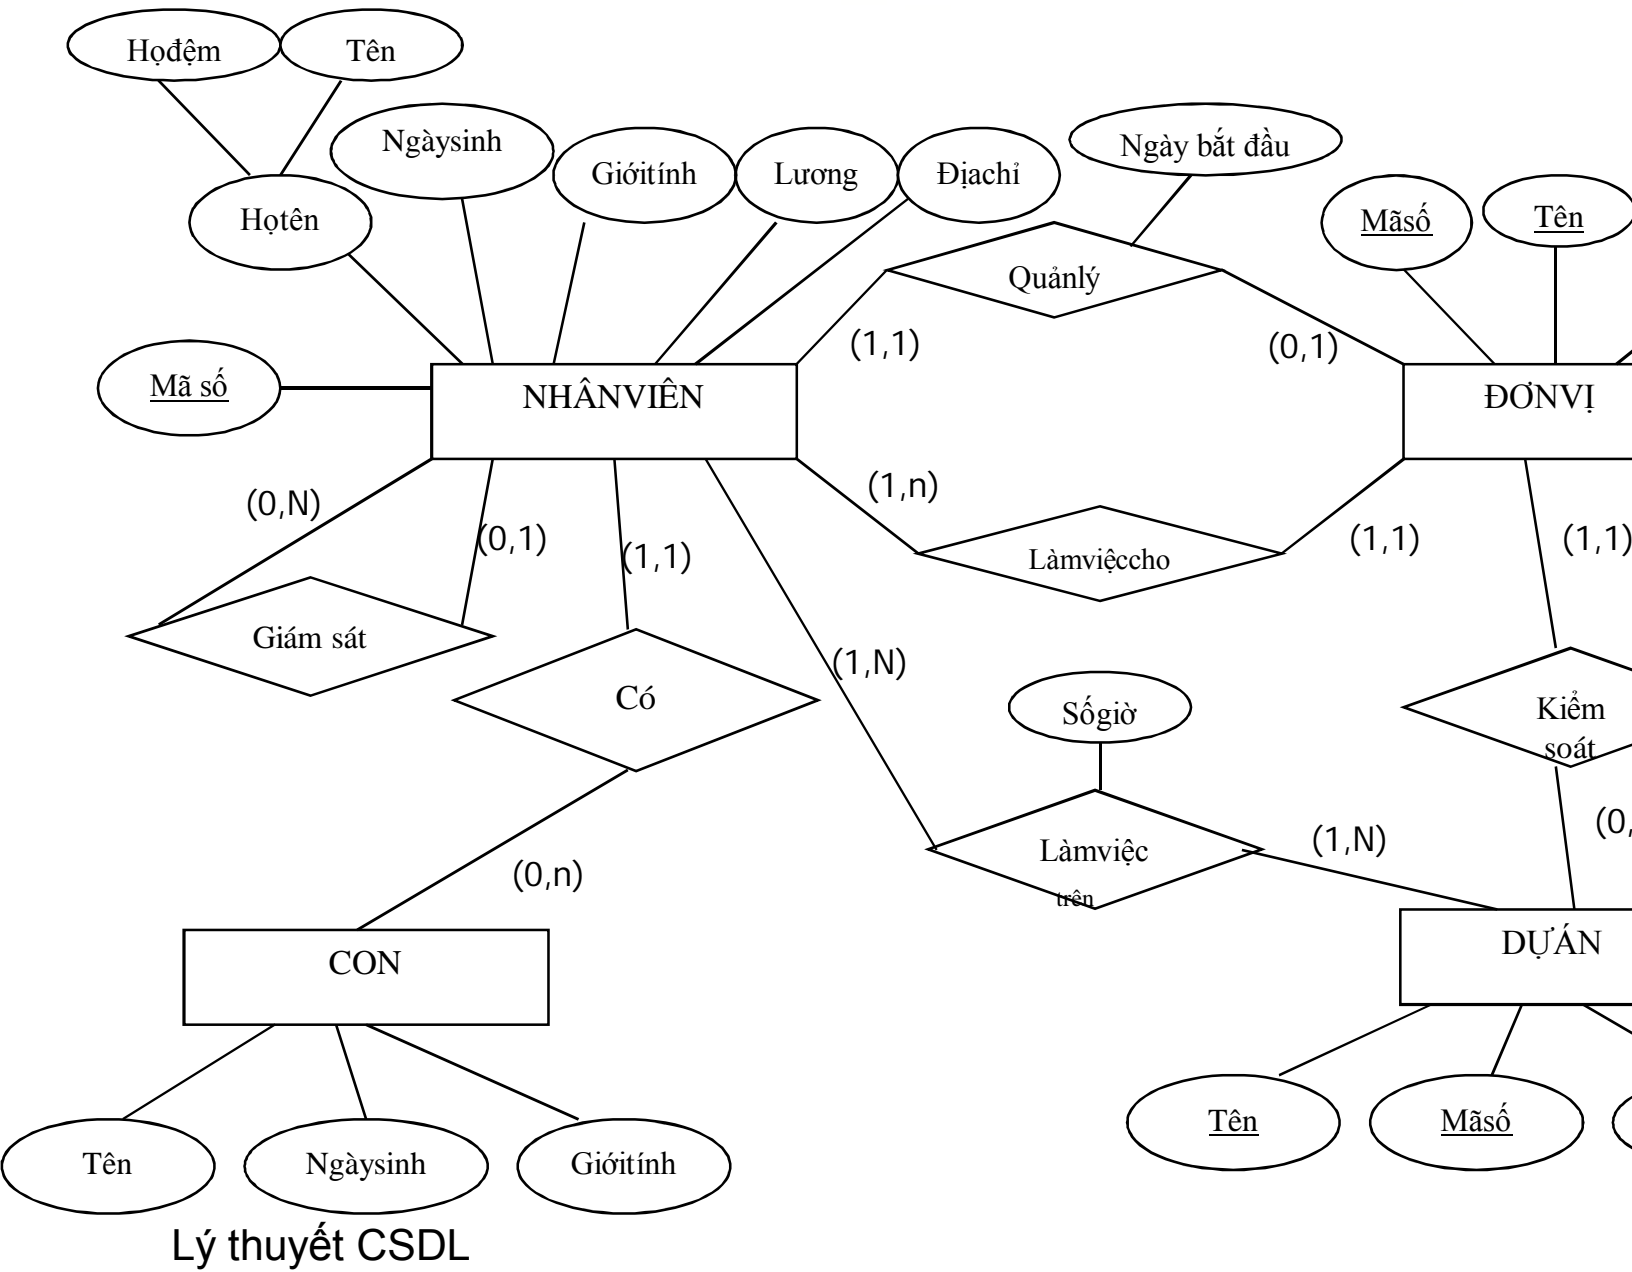 Họđệm
Tên
Ngàysinh
Giớitính
Lương
Địachỉ
Ngày bắt đầu
Họtên
Mãsố
Tên
Quảnlý
(1,1)
(0,1)
Mã số
NHÂNVIÊN
ĐƠNVỊ
(0,N)
(0,1)
(1,1)
(1,n)
(1,1)
(1,1)
Làmviệccho
Giám sát
Có
(1,N)
Sốgiờ
Kiểm
soát
(1,N)
(0,
Làmviệc
trên
(0,n)
CON
DỰÁN
Tên
Mãsố
Tên
Ngàysinh
Giớitính
Lý thuyết CSDL